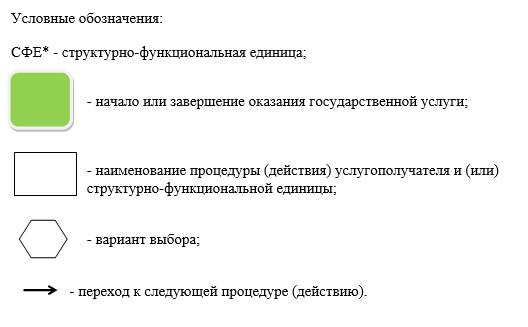 Условные обозначения:
СФЕ* - структурно-функциональная единица;
- начало или завершение оказания государственной услуги;
- наименование процедуры (действия) услугополучателя и (или)
структурно-функциональной единицы;
- вариант выбора;
- переход к следующей процедуре (действию).